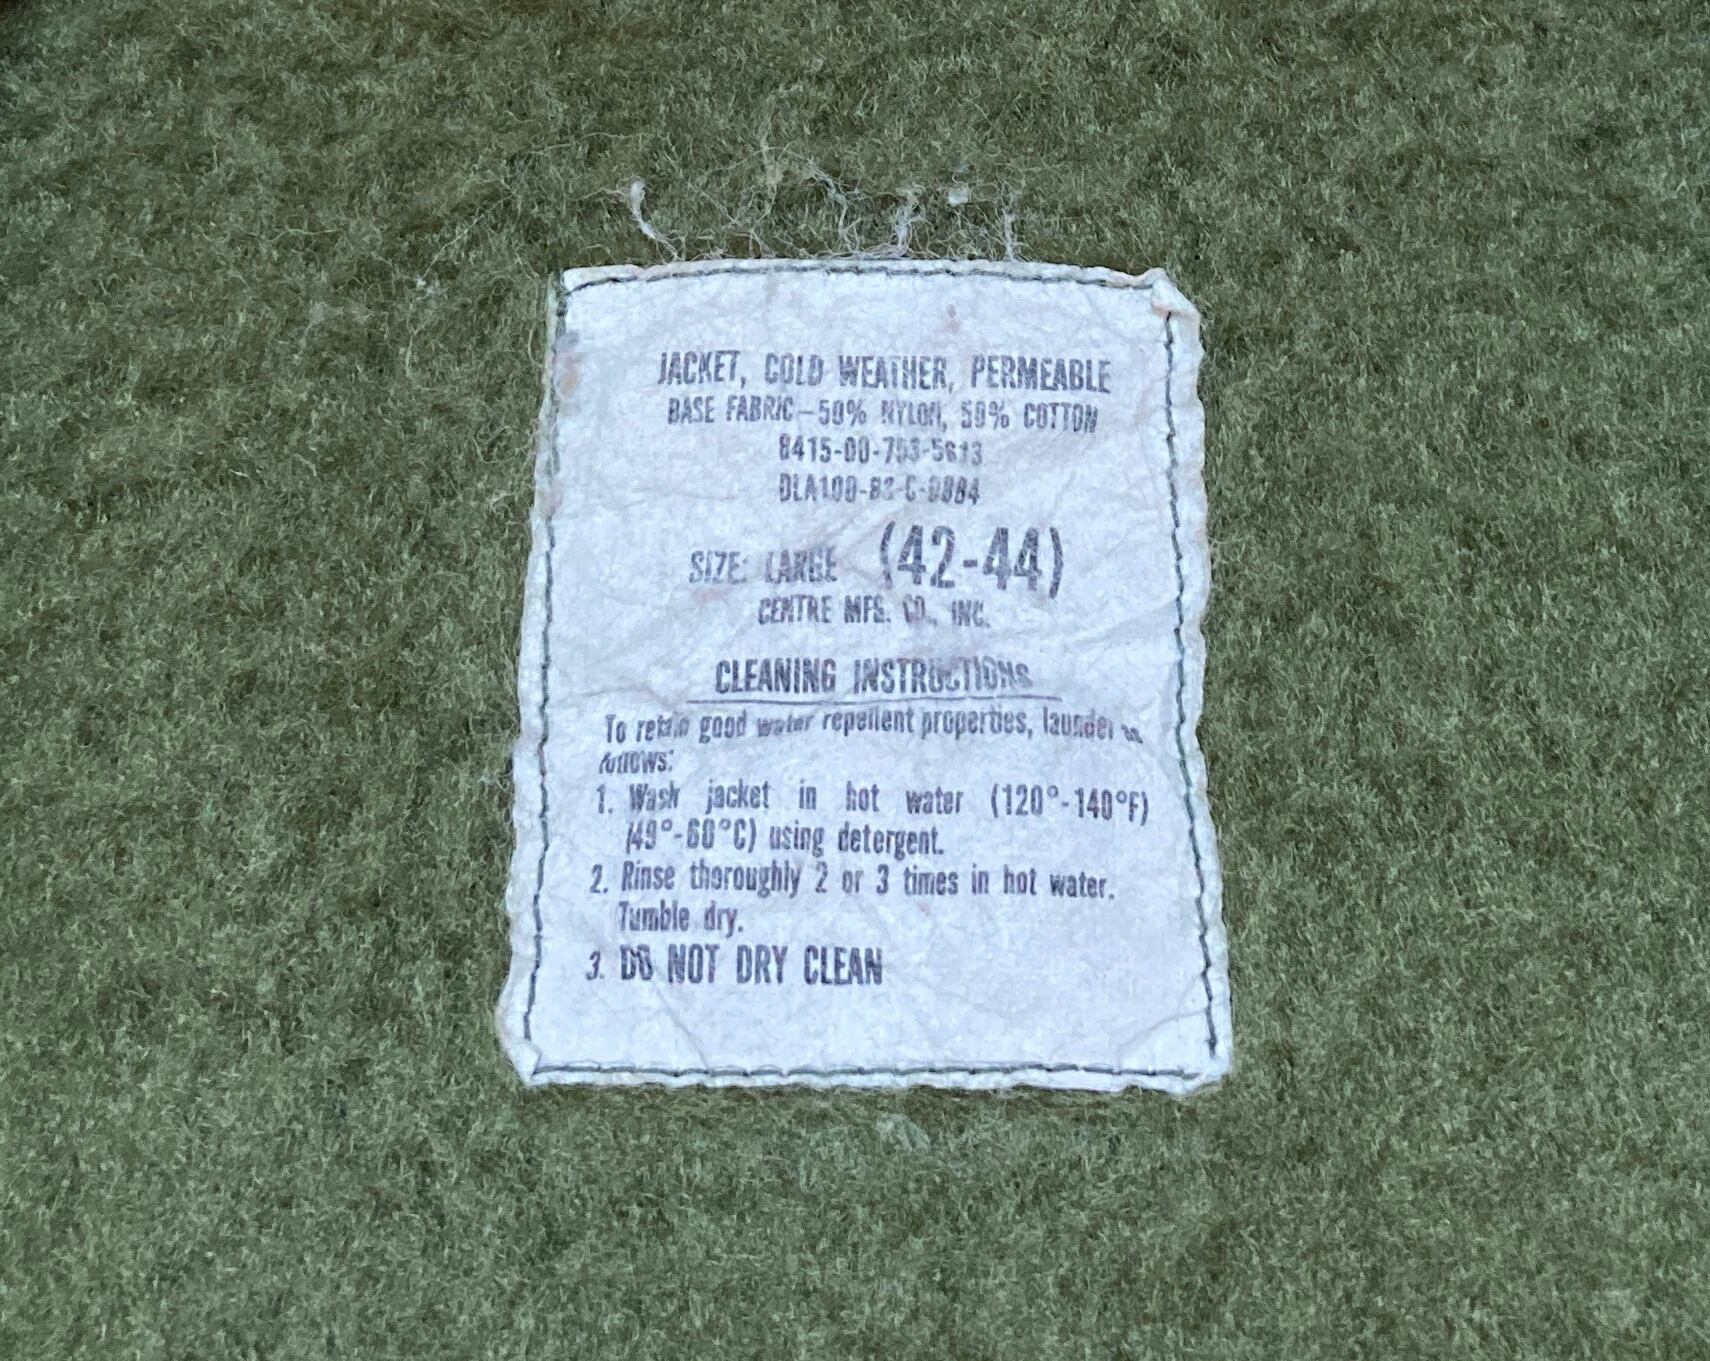 JACKET, COLD WEATHER, PERMEABLE
BASE FABRIC—50% NYLON, 50% COTTON
8415-00-753-5613
SIZE: LARGE (42-44)
CENTRE MFG. CO., INC.
CLEANING INSTRUCTIONS
To retain good water repellent properties, launder as
follows:
1. Wash jacket in hot water (120°-140°F)
(49°-60°C) using detergent.
2. Rinse thoroughly 2 or 3 times in hot water.
Tumble dry.
3. DO NOT DRY CLEAN